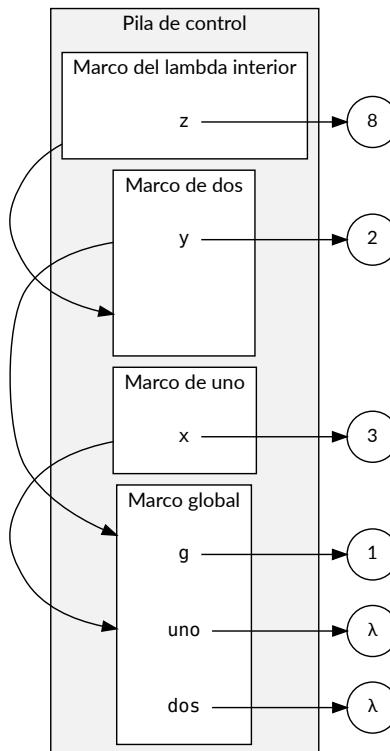 Pila de control
Marco del lambda interior
z 8
Marco de dos
y 2
Marco de uno
x 3
Marco global
g 1
uno λ
dos λ